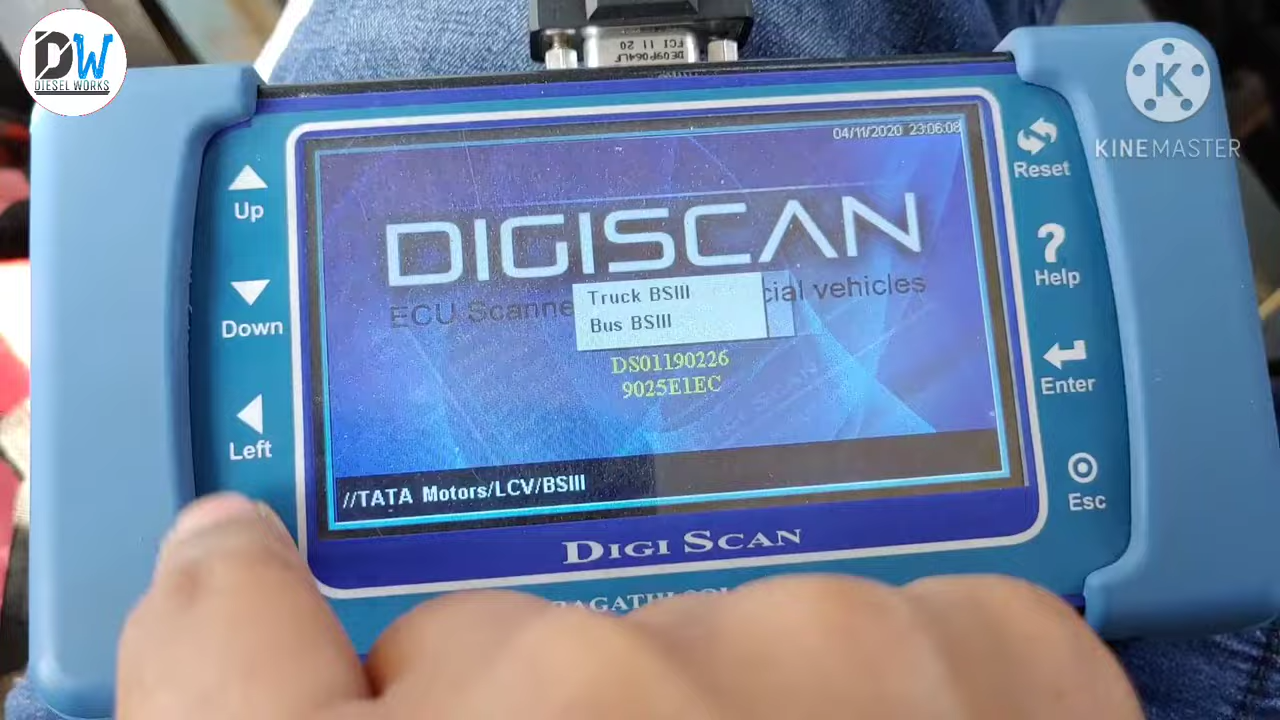 DW
DIESEL WORKS
DE09P064LF
FCI 11 20
K
KINEMASTER
04/11/2020 23:06:08
DIGISCAN
ECU Scanne cial vehicles
Truck BSIII
Bus BSIII
DS01190226
9025E1EC
//TATA Motors/LCV/BSIII
DIGI SCAN
Up
Down
Left
Reset
Help
Enter
Esc